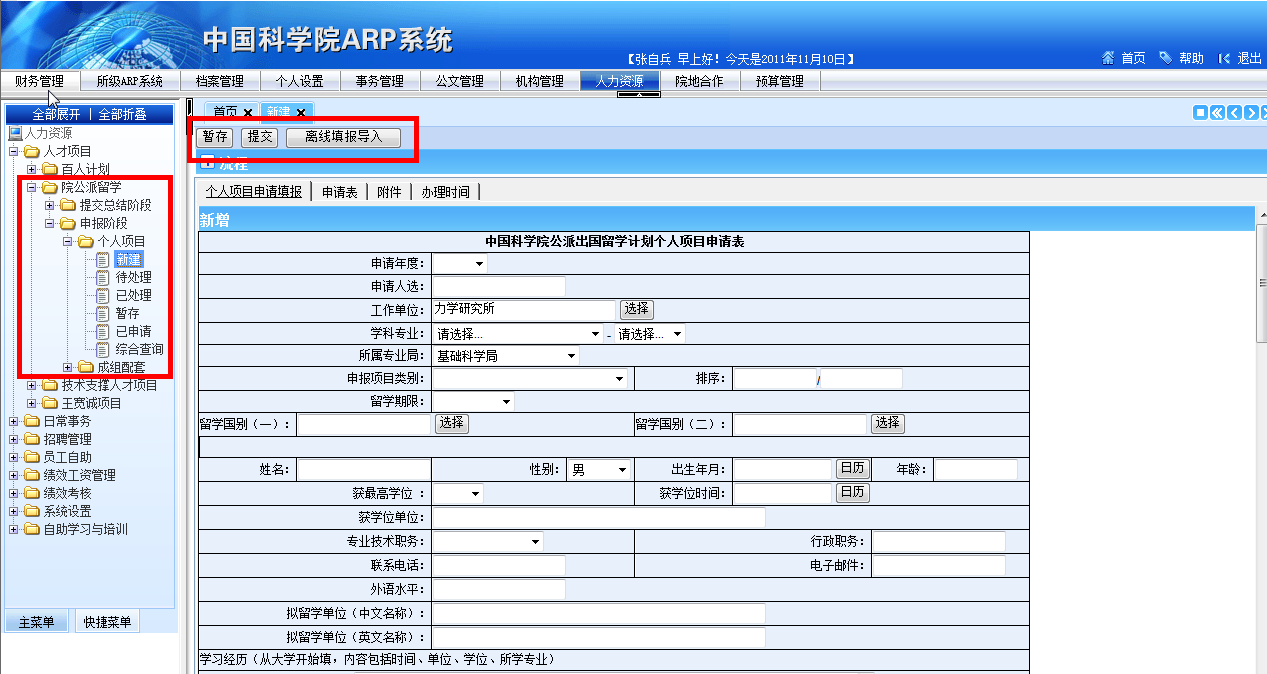 中国科学院ARP系统
【张自兵 早上好！今天是2011年11月10日】
首页 帮助 退出
财务管理 所级ARP系统 档案管理 个人设置 事务管理 公文管理 机构管理 人力资源 院地合作 预算管理
全部展开 | 全部折叠
人力资源
人才项目
百人计划
院公派留学
提交总结阶段
申报阶段
个人项目
新建
待处理
已处理
暂存
已申请
综合查询
成组配套
技术支撑人才项目
王宽诚项目
日常事务
招聘管理
员工自助
绩效工资管理
绩效考核
系统设置
自助学习与培训
主菜单 快捷菜单
首页 新建
暂存 提交 离线填报导入
流程
个人项目申请填报 申请表 附件 办理时间
新增
中国科学院公派出国留学计划个人项目申请表
申请年度：
申请人选：
工作单位： 力学研究所 选择
学科专业： 请选择... - 请选择...
所属专业局： 基础科学局
申报项目类别： 排序： /
留学期限：
留学国别（一）： 选择 留学国别（二）： 选择
姓名： 性别： 男 出生年月： 日历 年龄：
获最高学位 ： 获学位时间： 日历
获学位单位：
专业技术职务： 行政职务：
联系电话： 电子邮件：
外语水平：
拟留学单位（中文名称）：
拟留学单位（英文名称）：
学习经历（从大学开始填，内容包括时间、单位、学位、所学专业）